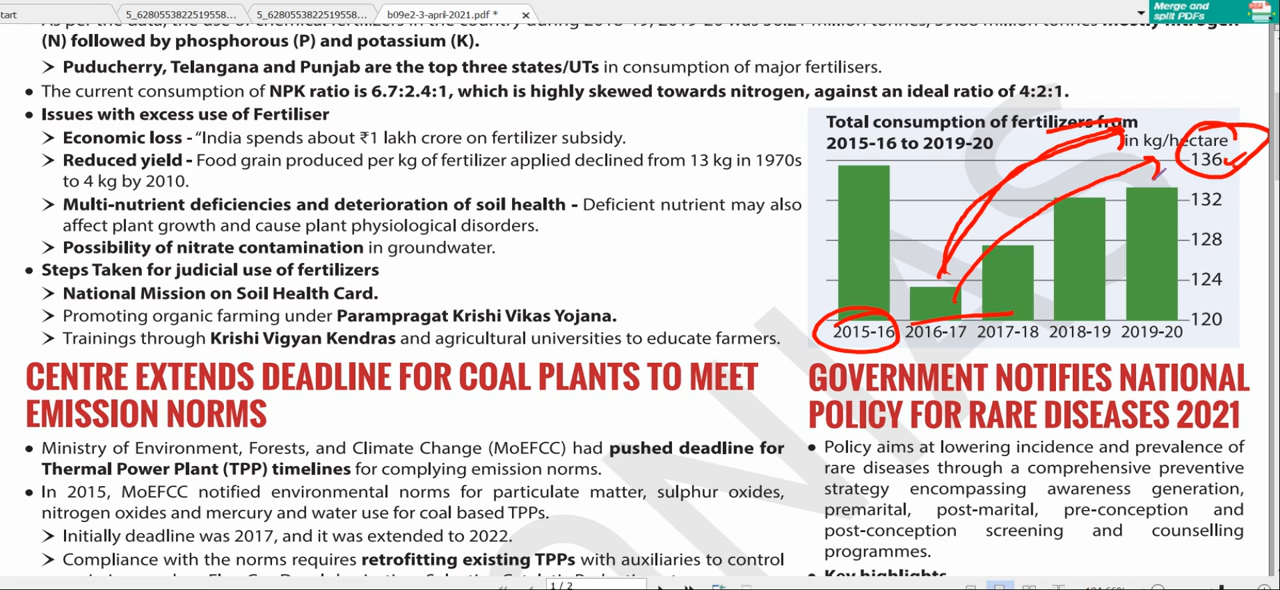 start
5_6280553822519558...
5_6280553822519558...
b09e2-3-april-2021.pdf *
Merge and
split PDFs
(N) followed by phosphorous (P) and potassium (K).
➢ Puducherry, Telangana and Punjab are the top three states/UTs in consumption of major fertilisers.
• The current consumption of NPK ratio is 6.7:2.4:1, which is highly skewed towards nitrogen, against an ideal ratio of 4:2:1.
• Issues with excess use of Fertiliser
➢ Economic loss - “India spends about ₹1 lakh crore on fertilizer subsidy.
➢ Reduced yield - Food grain produced per kg of fertilizer applied declined from 13 kg in 1970s
to 4 kg by 2010.
➢ Multi-nutrient deficiencies and deterioration of soil health - Deficient nutrient may also
affect plant growth and cause plant physiological disorders.
➢ Possibility of nitrate contamination in groundwater.
• Steps Taken for judicial use of fertilizers
➢ National Mission on Soil Health Card.
➢ Promoting organic farming under Parampragat Krishi Vikas Yojana.
➢ Trainings through Krishi Vigyan Kendras and agricultural universities to educate farmers.
Total consumption of fertilizers from
2015-16 to 2019-20
in kg/hectare
136
132
128
124
120
2015-16 2016-17 2017-18 2018-19 2019-20
CENTRE EXTENDS DEADLINE FOR COAL PLANTS TO MEET
EMISSION NORMS
• Ministry of Environment, Forests, and Climate Change (MoEFCC) had pushed deadline for
Thermal Power Plant (TPP) timelines for complying emission norms.
• In 2015, MoEFCC notified environmental norms for particulate matter, sulphur oxides,
nitrogen oxides and mercury and water use for coal based TPPs.
➢ Initially deadline was 2017, and it was extended to 2022.
➢ Compliance with the norms requires retrofitting existing TPPs with auxiliaries to control
GOVERNMENT NOTIFIES NATIONAL
POLICY FOR RARE DISEASES 2021
• Policy aims at lowering incidence and prevalence of
rare diseases through a comprehensive preventive
strategy encompassing awareness generation,
premarital, post-marital, pre-conception and
post-conception screening and counselling
programmes.
• Key highlights
1 / 2